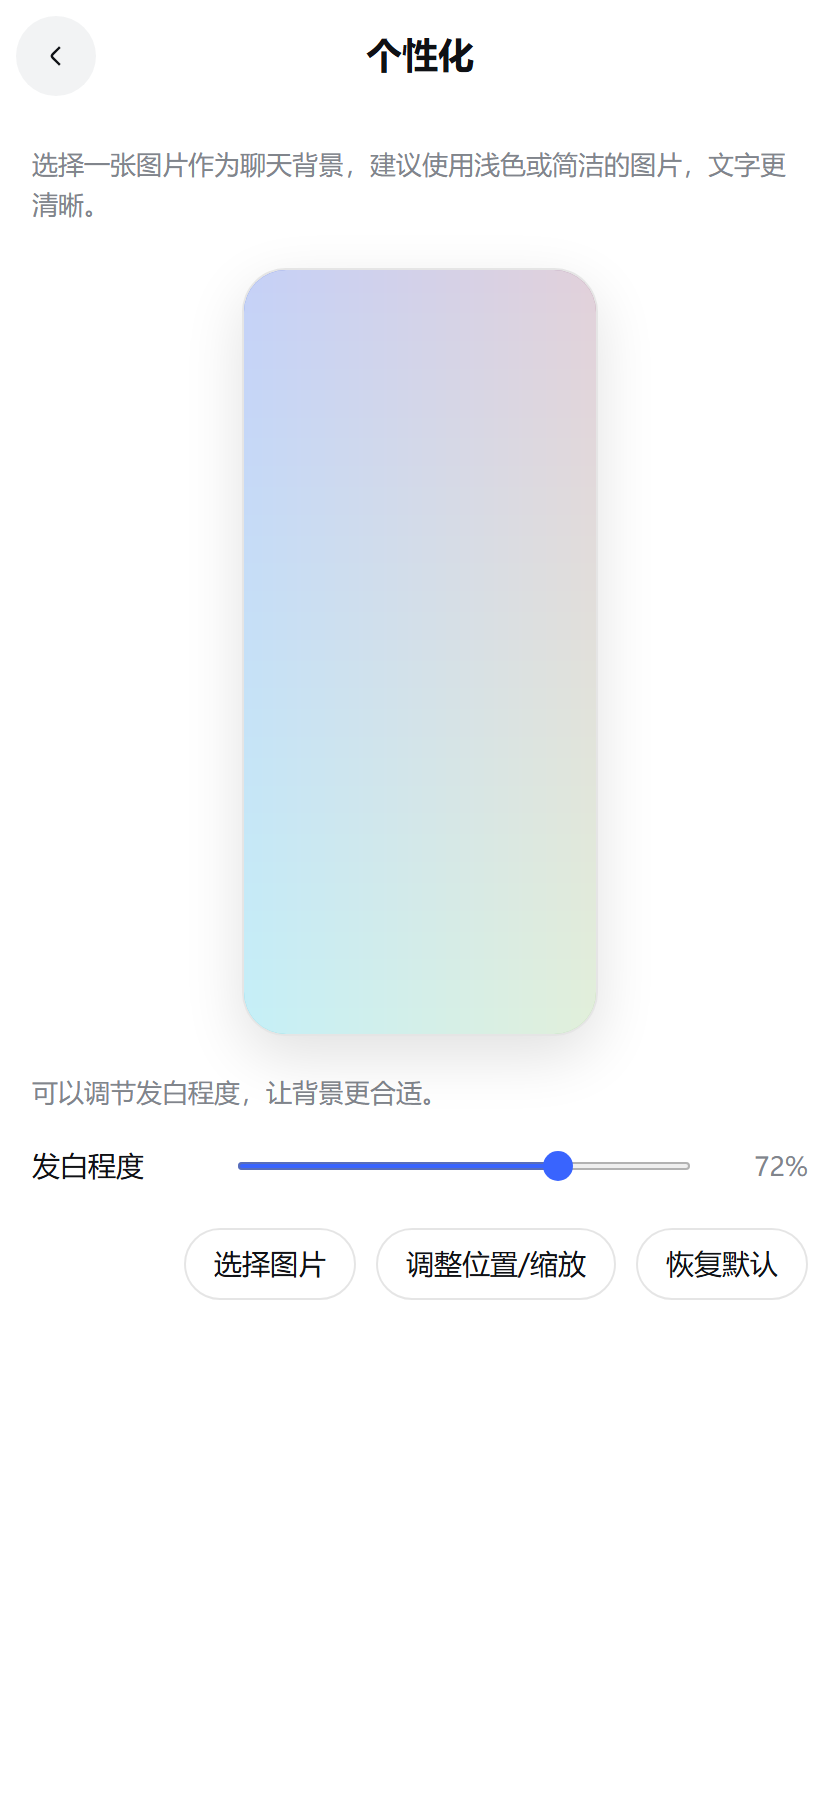 个性化
选择一张图片作为聊天背景，建议使用浅色或简洁的图片，文字更
清晰。
可以调节发白程度，让背景更合适。
发白程度
72%
选择图片
调整位置/缩放
恢复默认